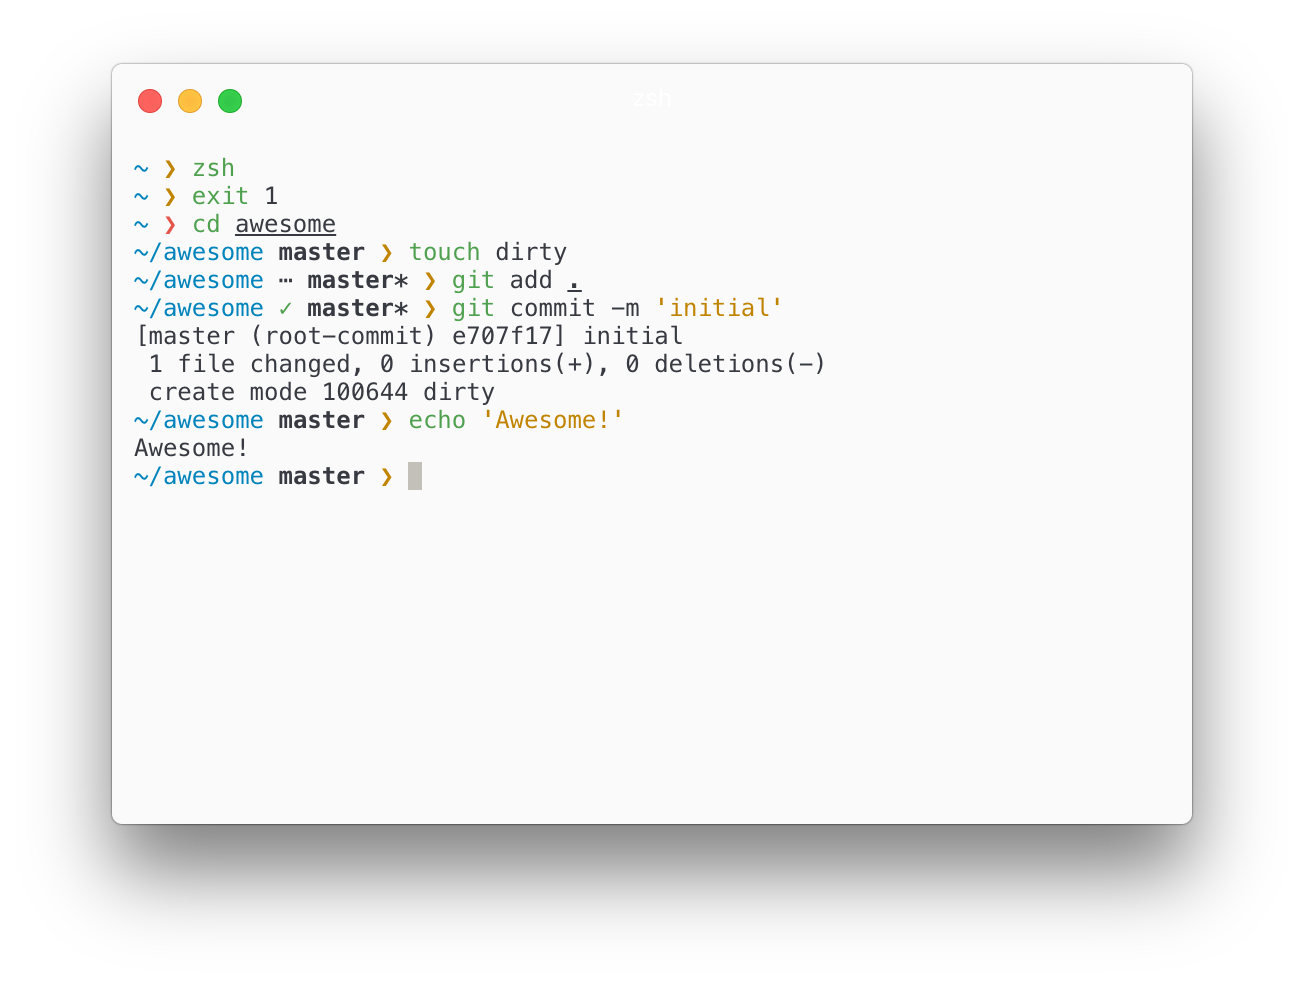 zsh
~ ❯ zsh
~ ❯ exit 1
~ ❯ cd awesome
~/awesome master ❯ touch dirty
~/awesome ⋯ master* ❯ git add .
~/awesome ✓ master* ❯ git commit -m 'initial'
[master (root-commit) e707f17] initial
 1 file changed, 0 insertions(+), 0 deletions(-)
 create mode 100644 dirty
~/awesome master ❯ echo 'Awesome!'
Awesome!
~/awesome master ❯